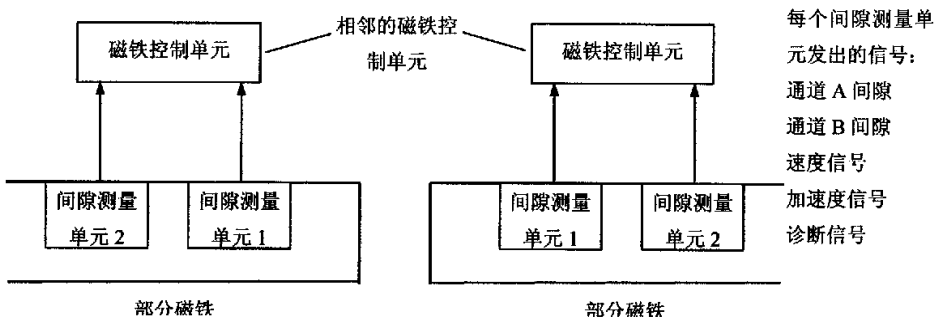 磁铁控制单元
相邻的磁铁控
制单元
磁铁控制单元
每个间隙测量单
元发出的信号：
通道 A 间隙
通道 B 间隙
速度信号
加速度信号
诊断信号
间隙测量
单元 2
间隙测量
单元 1
间隙测量
单元 1
间隙测量
单元 2
部分磁铁
部分磁铁